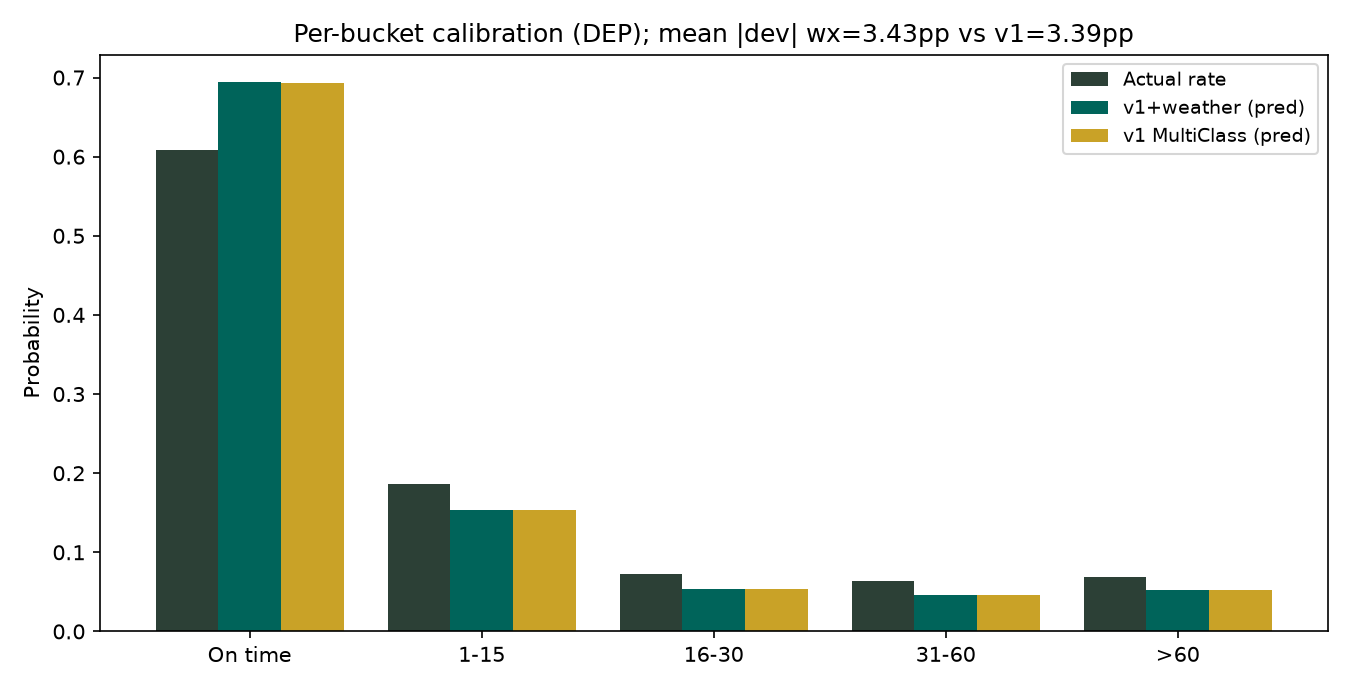 Per-bucket calibration (DEP); mean |dev| wx=3.43pp vs v1=3.39pp
Actual rate
v1+weather (pred)
v1 MultiClass (pred)
Probability
0.7
0.6
0.5
0.4
0.3
0.2
0.1
0.0
On time
1-15
16-30
31-60
>60